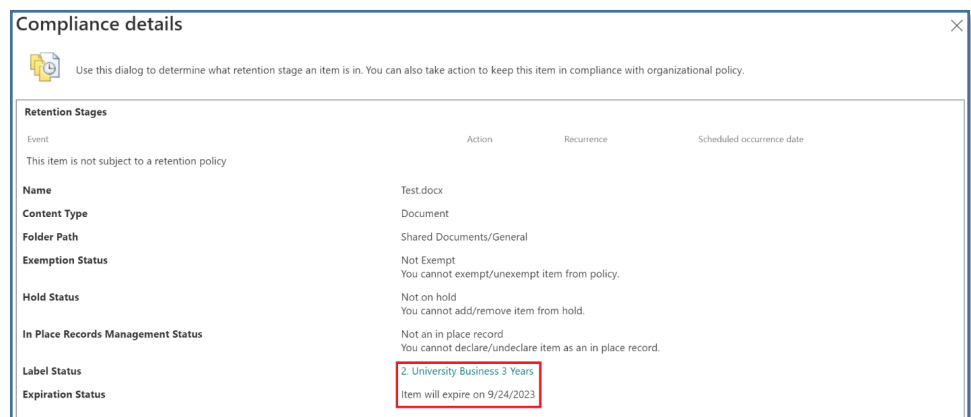 Compliance details
Use this dialog to determine what retention stage an item is in. You can also take action to keep this item in compliance with organizational policy.
Retention Stages
Event Action Recurrence Scheduled occurrence date
This item is not subject to a retention policy
Name Test.docx
Content Type Document
Folder Path Shared Documents/General
Exemption Status Not Exempt
You cannot exempt/unexempt item from policy.
Hold Status Not on hold
You cannot add/remove item from hold.
In Place Records Management Status Not an in place record
You cannot declare/undeclare item as an in place record.
Label Status 2. University Business 3 Years
Expiration Status Item will expire on 9/24/2023